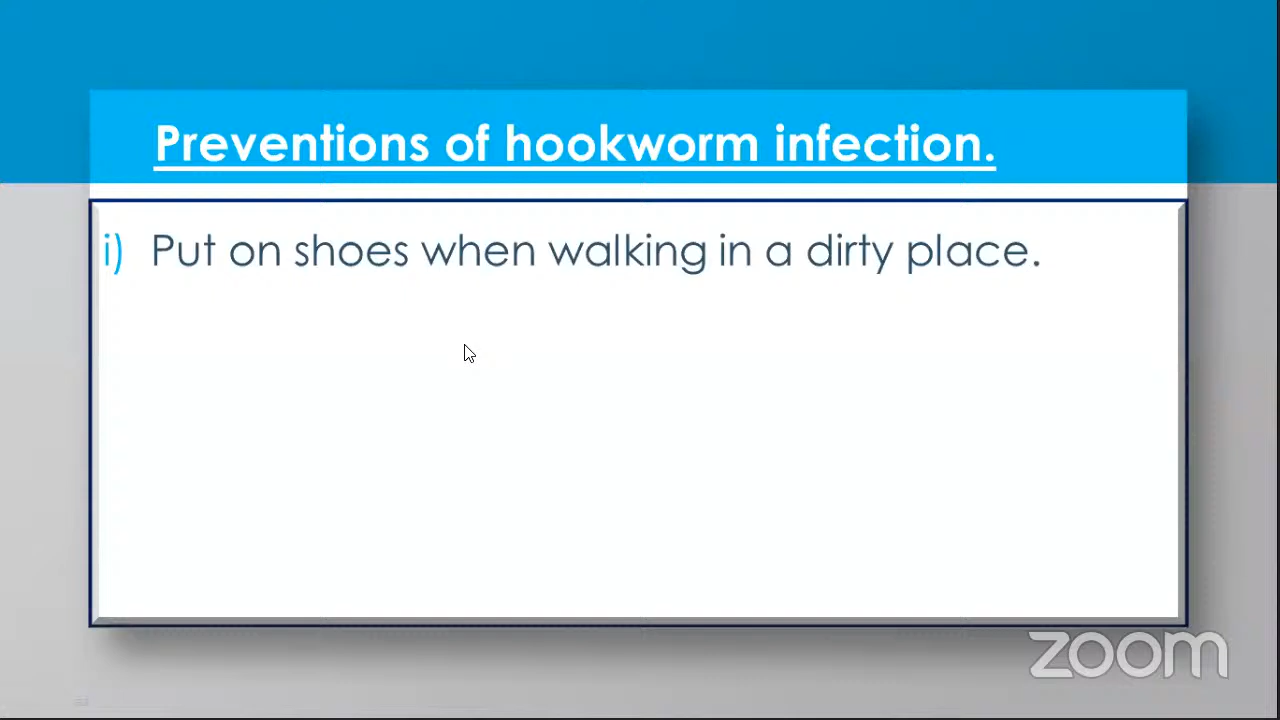 Preventions of hookworm infection.
i) Put on shoes when walking in a dirty place.
zoom